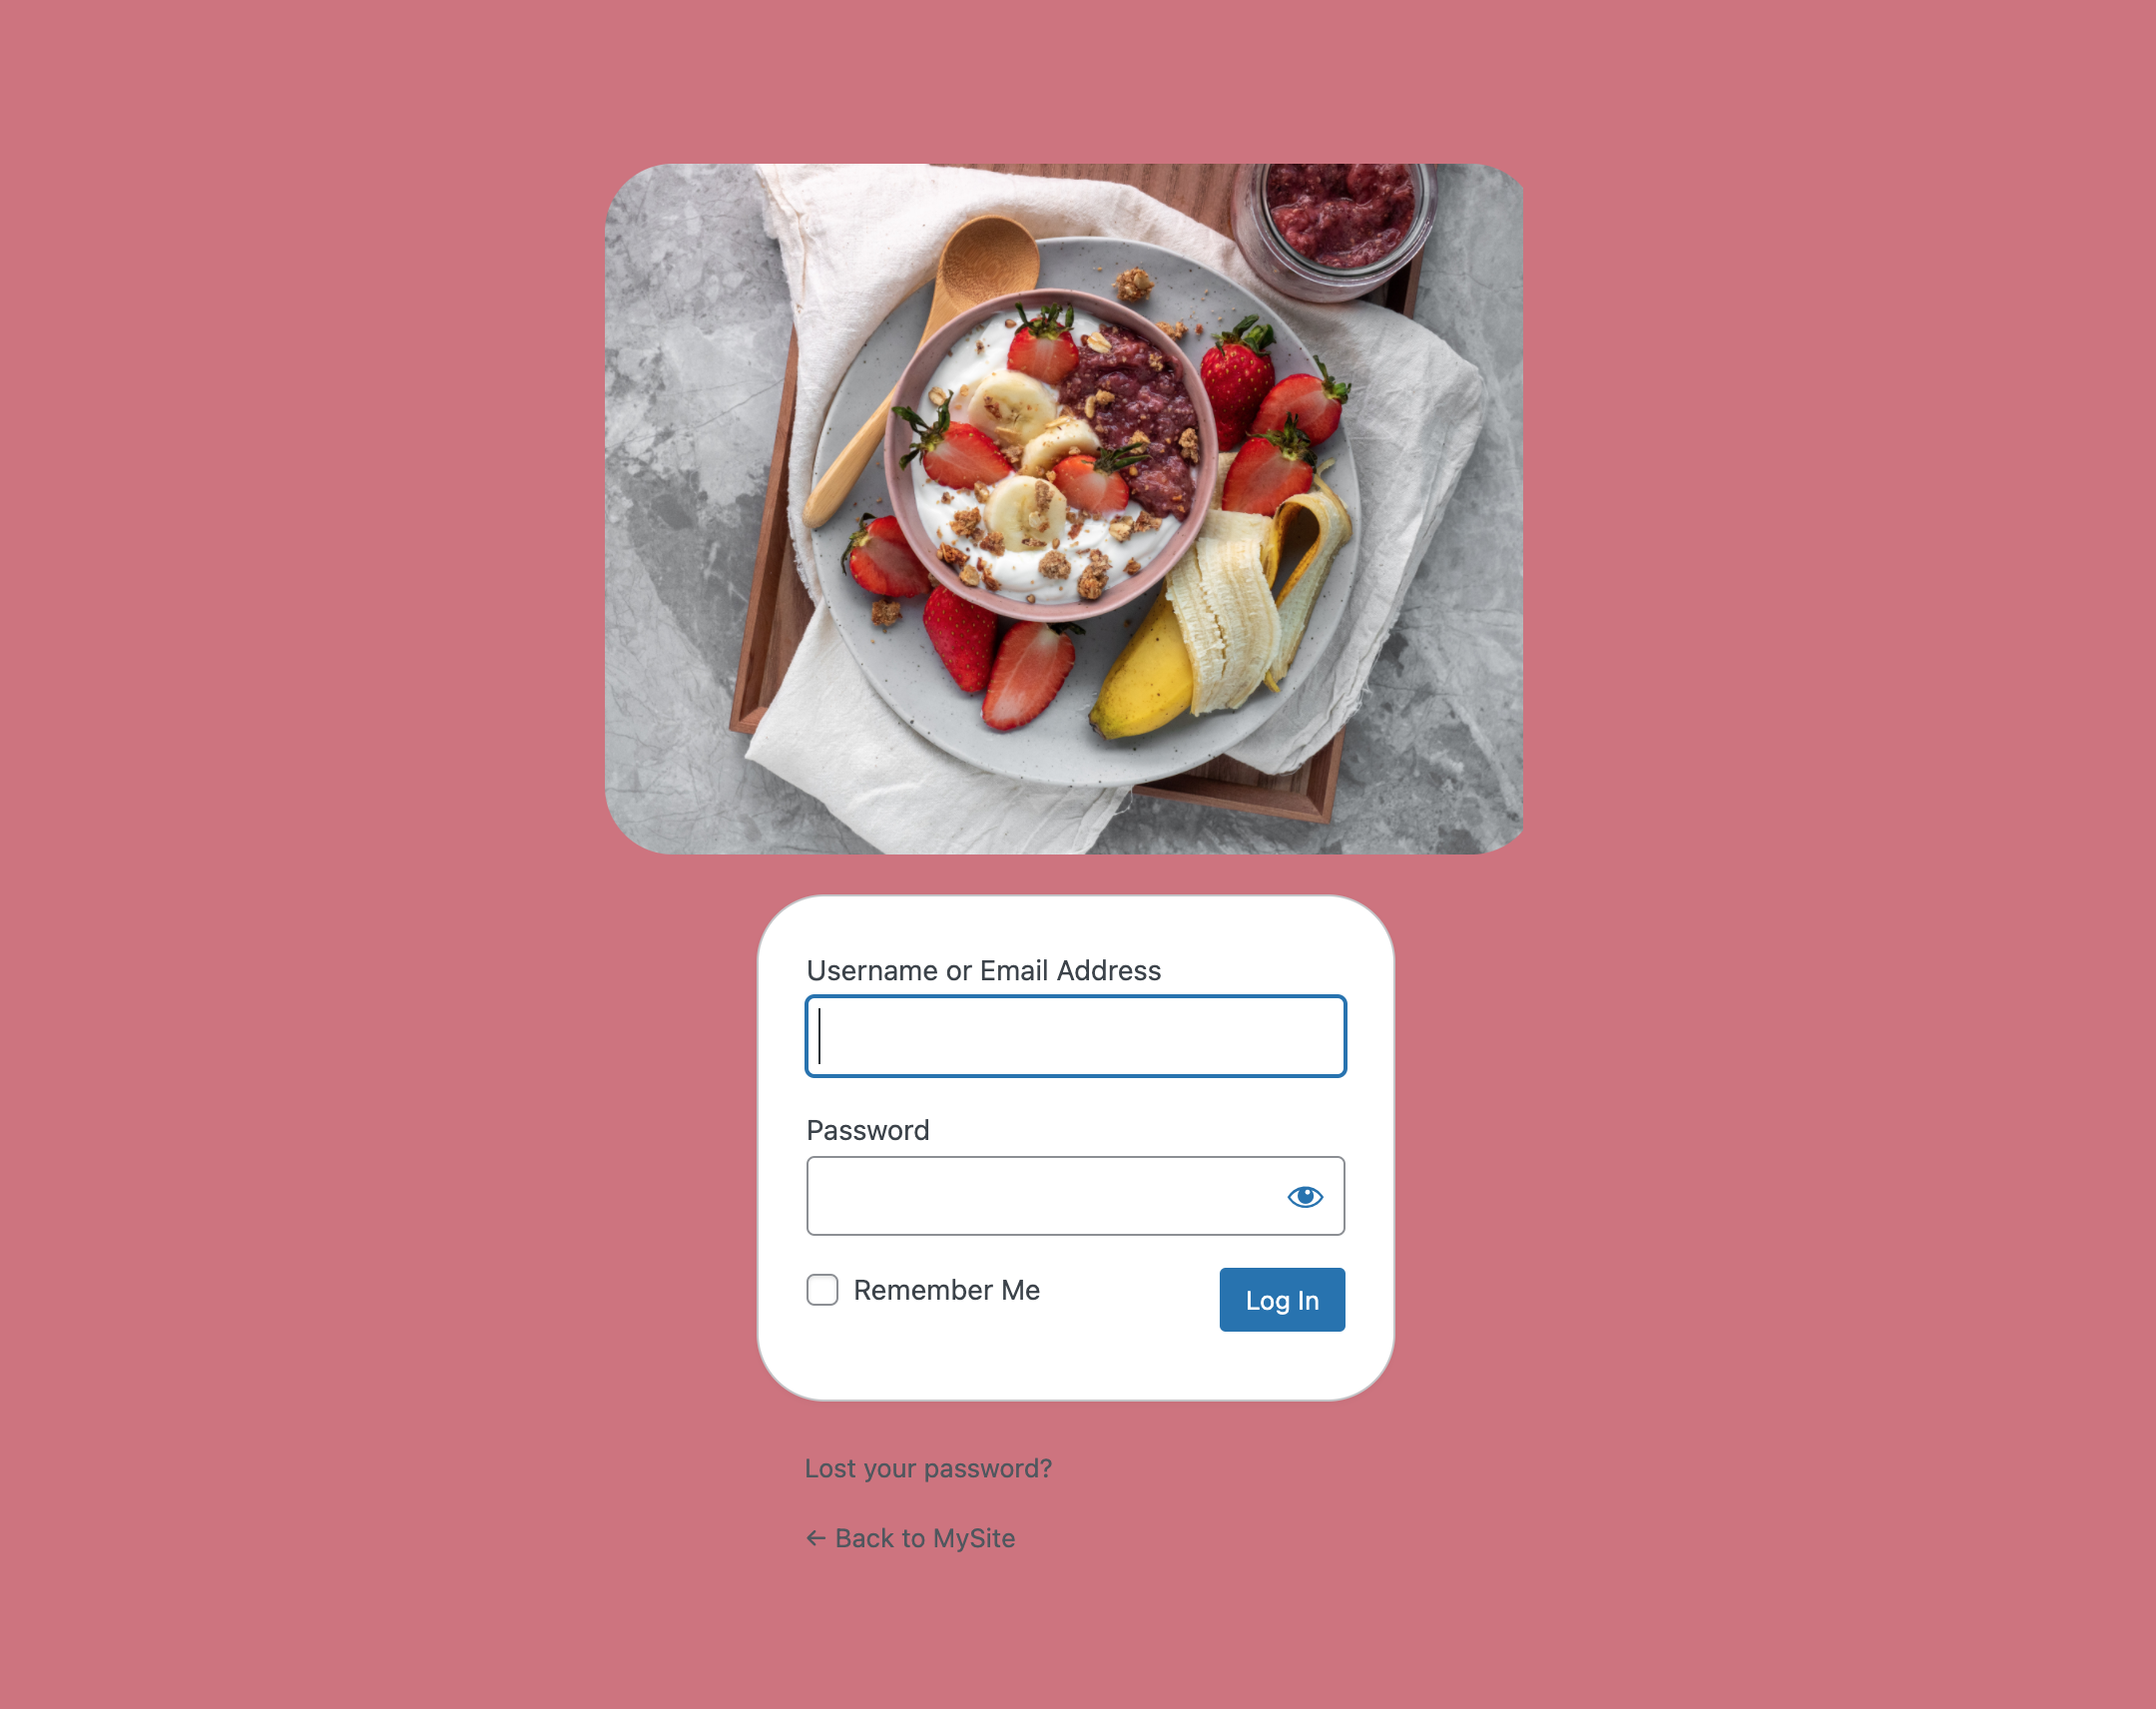 Username or Email Address
Password
Remember Me
Log In
Lost your password?
← Back to MySite